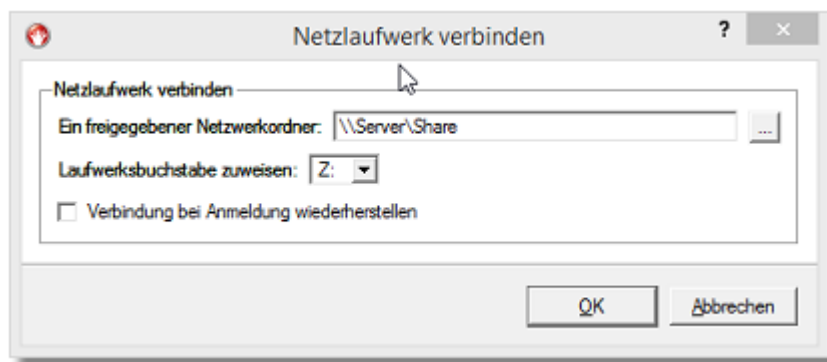 Netzlaufwerk verbinden
? ×
Netzlaufwerk verbinden
Ein freigegebener Netzwerkordner: \\Server\Share ...
Laufwerksbuchstabe zuweisen: Z:
Verbindung bei Anmeldung wiederherstellen
OK Abbrechen